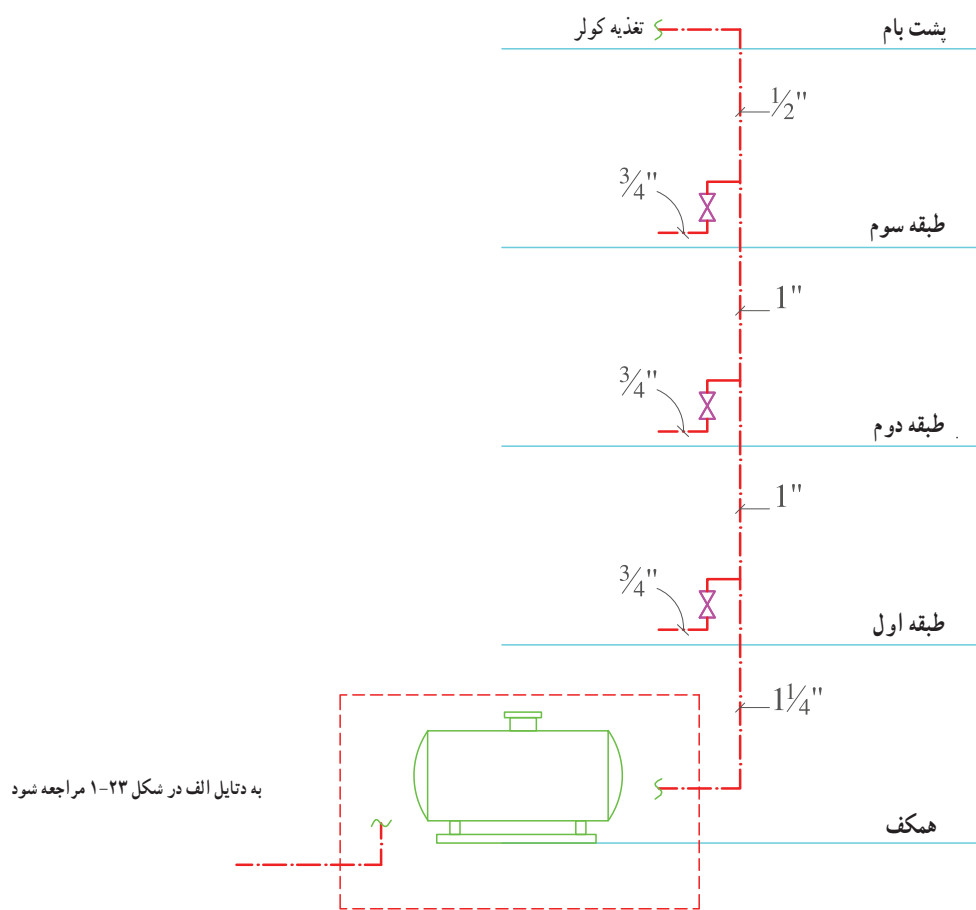 پشت بام
تغذیه کولر
1/2"
3/4"
طبقه سوم
1"
3/4"
طبقه دوم
1"
3/4"
طبقه اول
1 1/4"
به دتایل الف در شکل ۲۳-۱ مراجعه شود
همکف